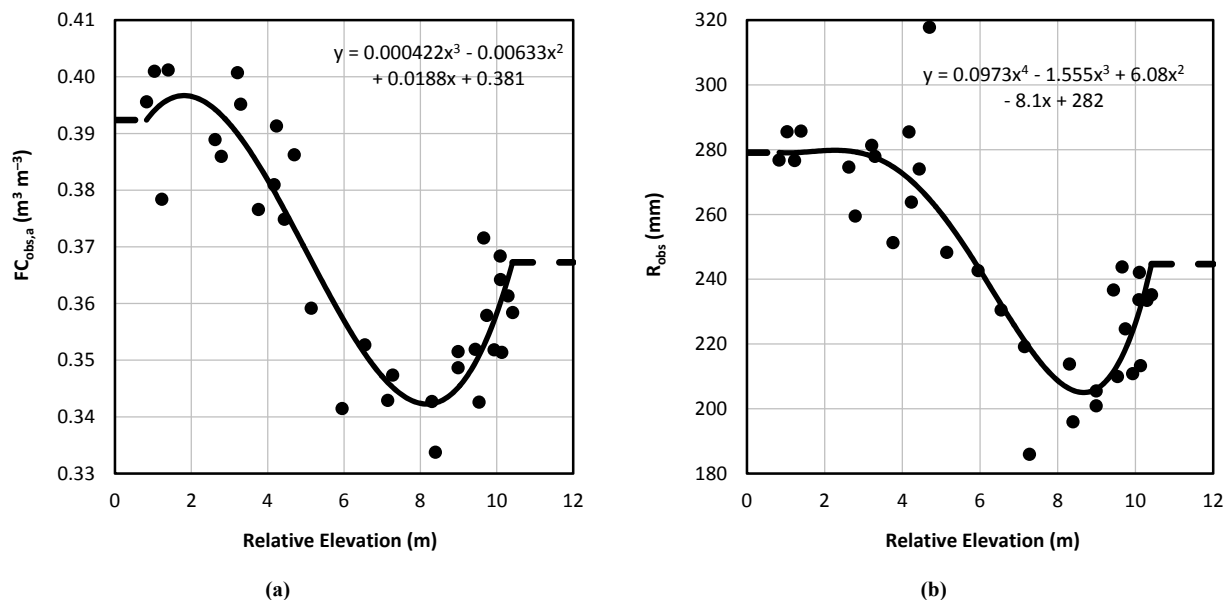 0.41
0.40
0.39
0.38
0.37
0.36
0.35
0.34
0.33
FCobs,a (m³ m⁻³)
y = 0.000422x³ - 0.00633x²
+ 0.0188x + 0.381
0 2 4 6 8 10 12
Relative Elevation (m)
(a)
320
300
280
260
240
220
200
180
Robs (mm)
y = 0.0973x⁴ - 1.555x³ + 6.08x²
- 8.1x + 282
0 2 4 6 8 10 12
Relative Elevation (m)
(b)